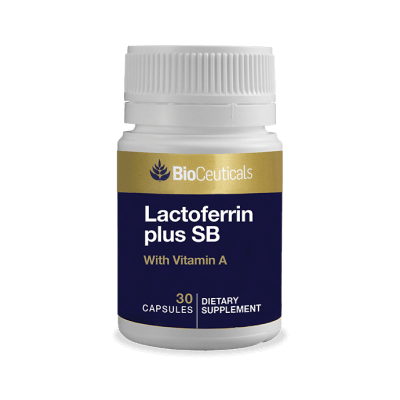 BioCeuticals
Lactoferrin
plus SB
With Vitamin A
30 CAPSULES | DIETARY SUPPLEMENT